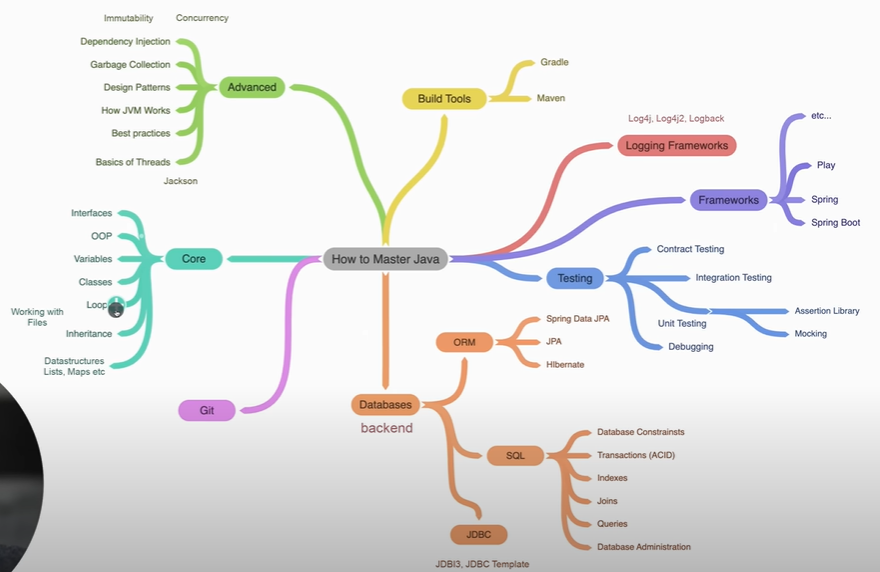 Immutability
Concurrency
Dependency Injection
Garbage Collection
Design Patterns
How JVM Works
Best practices
Basics of Threads
Jackson
Advanced
Build Tools
Gradle
Maven
Log4j, Log4j2, Logback
Logging Frameworks
Frameworks
etc...
Play
Spring
Spring Boot
Interfaces
OOP
Variables
Classes
Loop
Working with
Files
Inheritance
Datastructures
Lists, Maps etc
Core
How to Master Java
Testing
Contract Testing
Integration Testing
Unit Testing
Assertion Library
Mocking
Debugging
Git
Databases
backend
ORM
Spring Data JPA
JPA
HIbernate
SQL
Database Constrainsts
Transactions (ACID)
Indexes
Joins
Queries
Database Administration
JDBC
JDBI3, JDBC Template